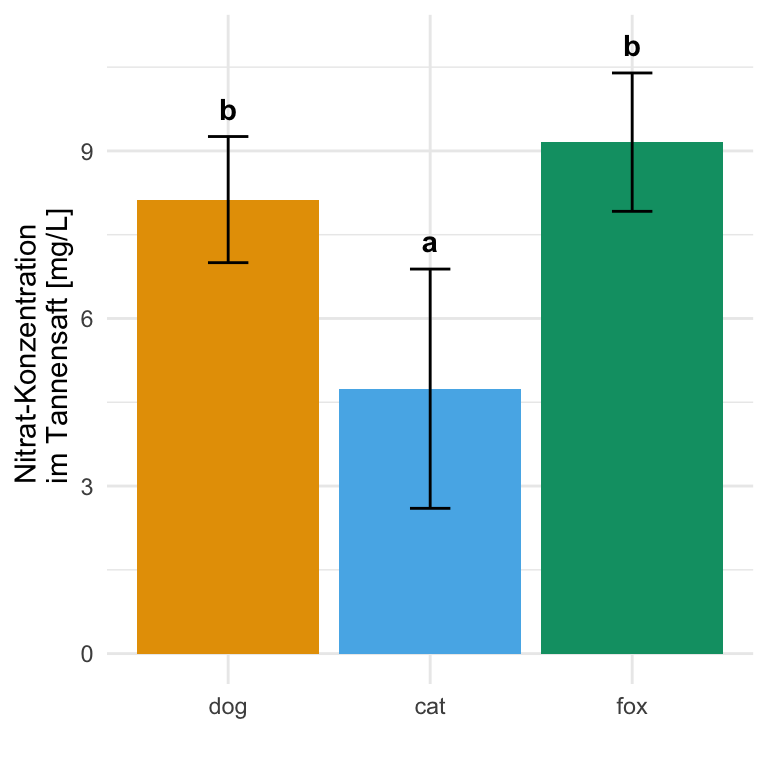 Nitrat-Konzentration
im Tannensaft [mg/L]
9
6
3
0
b
a
b
dog
cat
fox